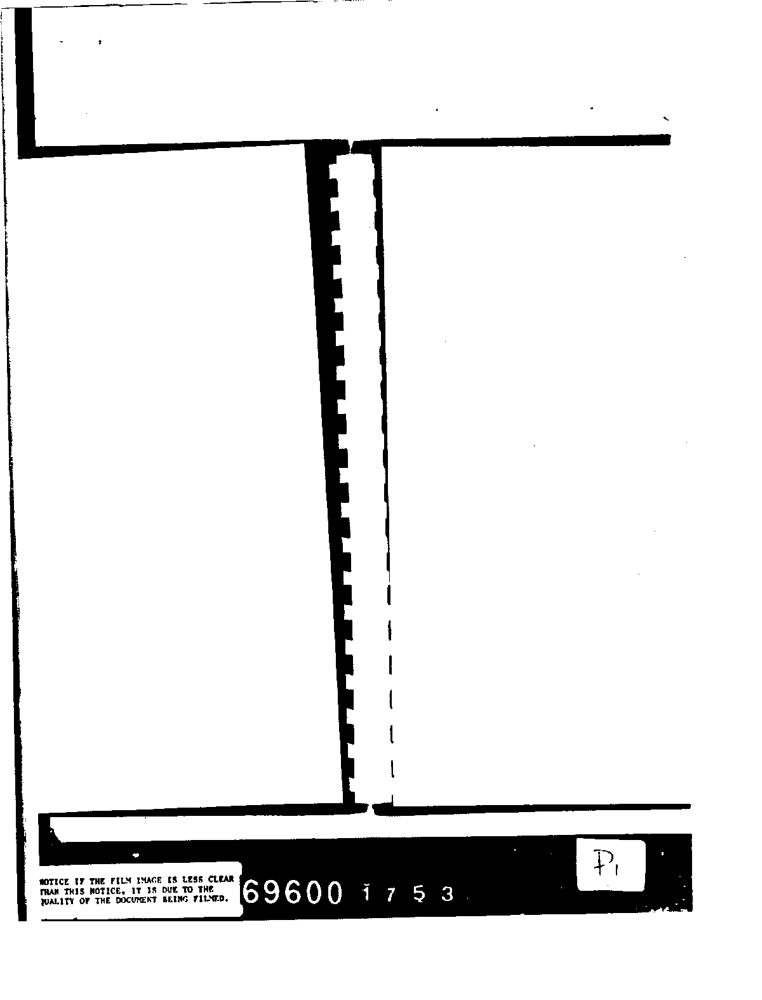 NOTICE IF THE FILM IMAGE IS LESS CLEAR
THAN THIS NOTICE, IT IS DUE TO THE
QUALITY OF THE DOCUMENT BEING FILMED.
69600 1 7 5 3
P1